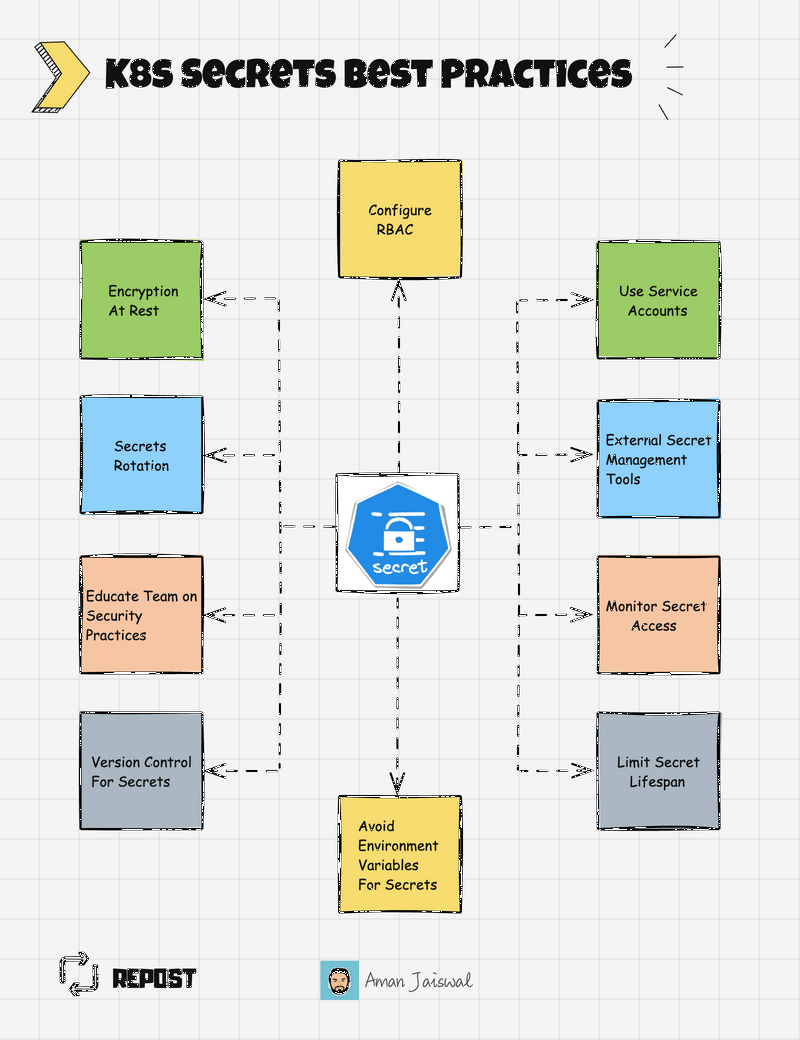 K8s Secrets Best Practices
Configure
RBAC
Encryption
At Rest
Use Service
Accounts
Secrets
Rotation
External Secret
Management
Tools
secret
Educate Team on
Security
Practices
Monitor Secret
Access
Version Control
For Secrets
Limit Secret
Lifespan
Avoid
Environment
Variables
For Secrets
REPOST
Aman Jaiswal